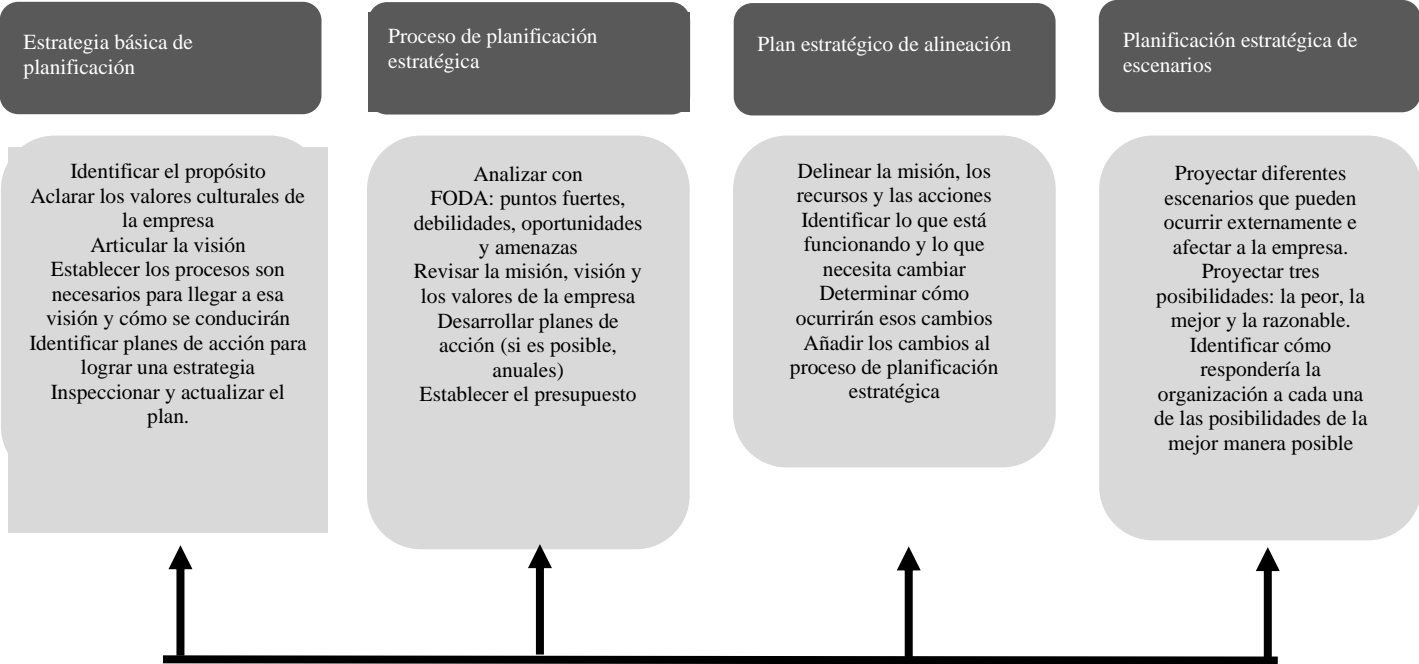 Estrategia básica de
planificación
Proceso de planificación
estratégica
Plan estratégico de alineación
Planificación estratégica de
escenarios
Identificar el propósito
Aclarar los valores culturales de
la empresa
Articular la visión
Establecer los procesos son
necesarios para llegar a esa
visión y cómo se conducirán
Identificar planes de acción para
lograr una estrategia
Inspeccionar y actualizar el
plan.
Analizar con
FODA: puntos fuertes,
debilidades, oportunidades
y amenazas
Revisar la misión, visión y
los valores de la empresa
Desarrollar planes de
acción (si es posible,
anuales)
Establecer el presupuesto
Delinear la misión, los
recursos y las acciones
Identificar lo que está
funcionando y lo que
necesita cambiar
Determinar cómo
ocurrirán esos cambios
Añadir los cambios al
proceso de planificación
estratégica
Proyectar diferentes
escenarios que pueden
ocurrir externamente e
afectar a la empresa.
Proyectar tres
posibilidades: la peor, la
mejor y la razonable.
Identificar cómo
respondería la
organización a cada una
de las posibilidades de la
mejor manera posible